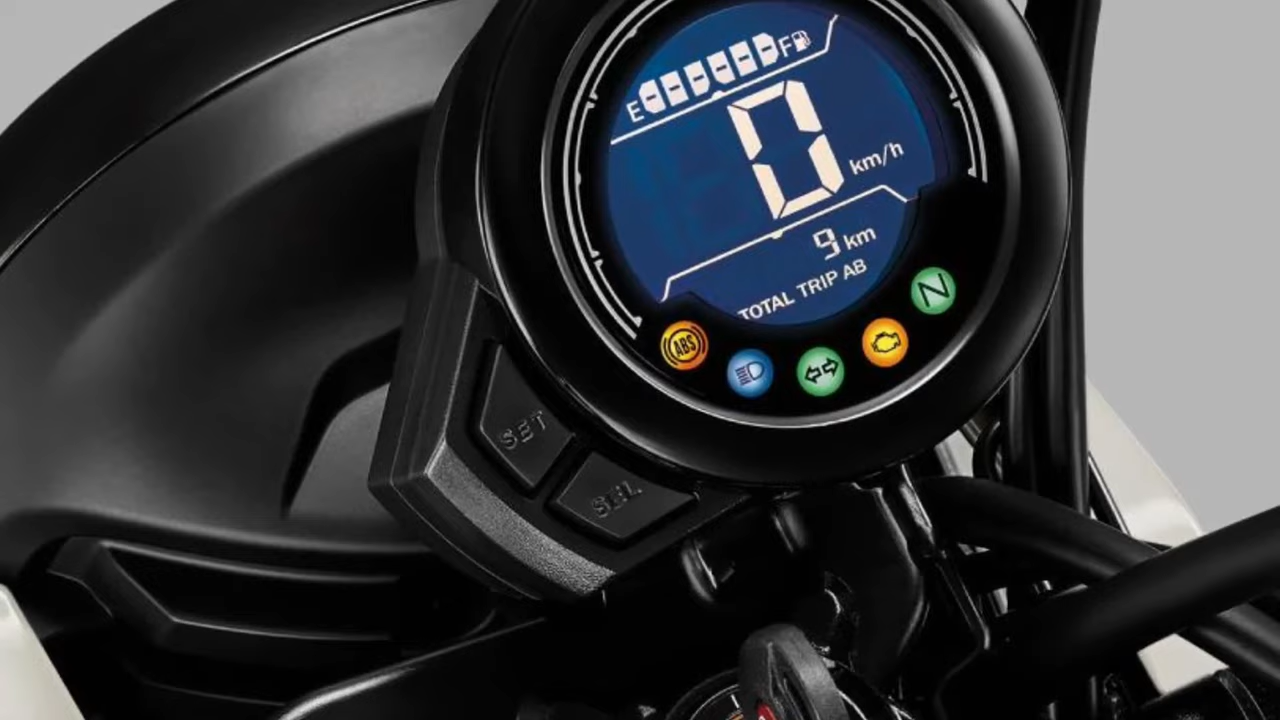 E F
0 km/h
9 km
TOTAL TRIP AB
ABS
N
SET
SEL